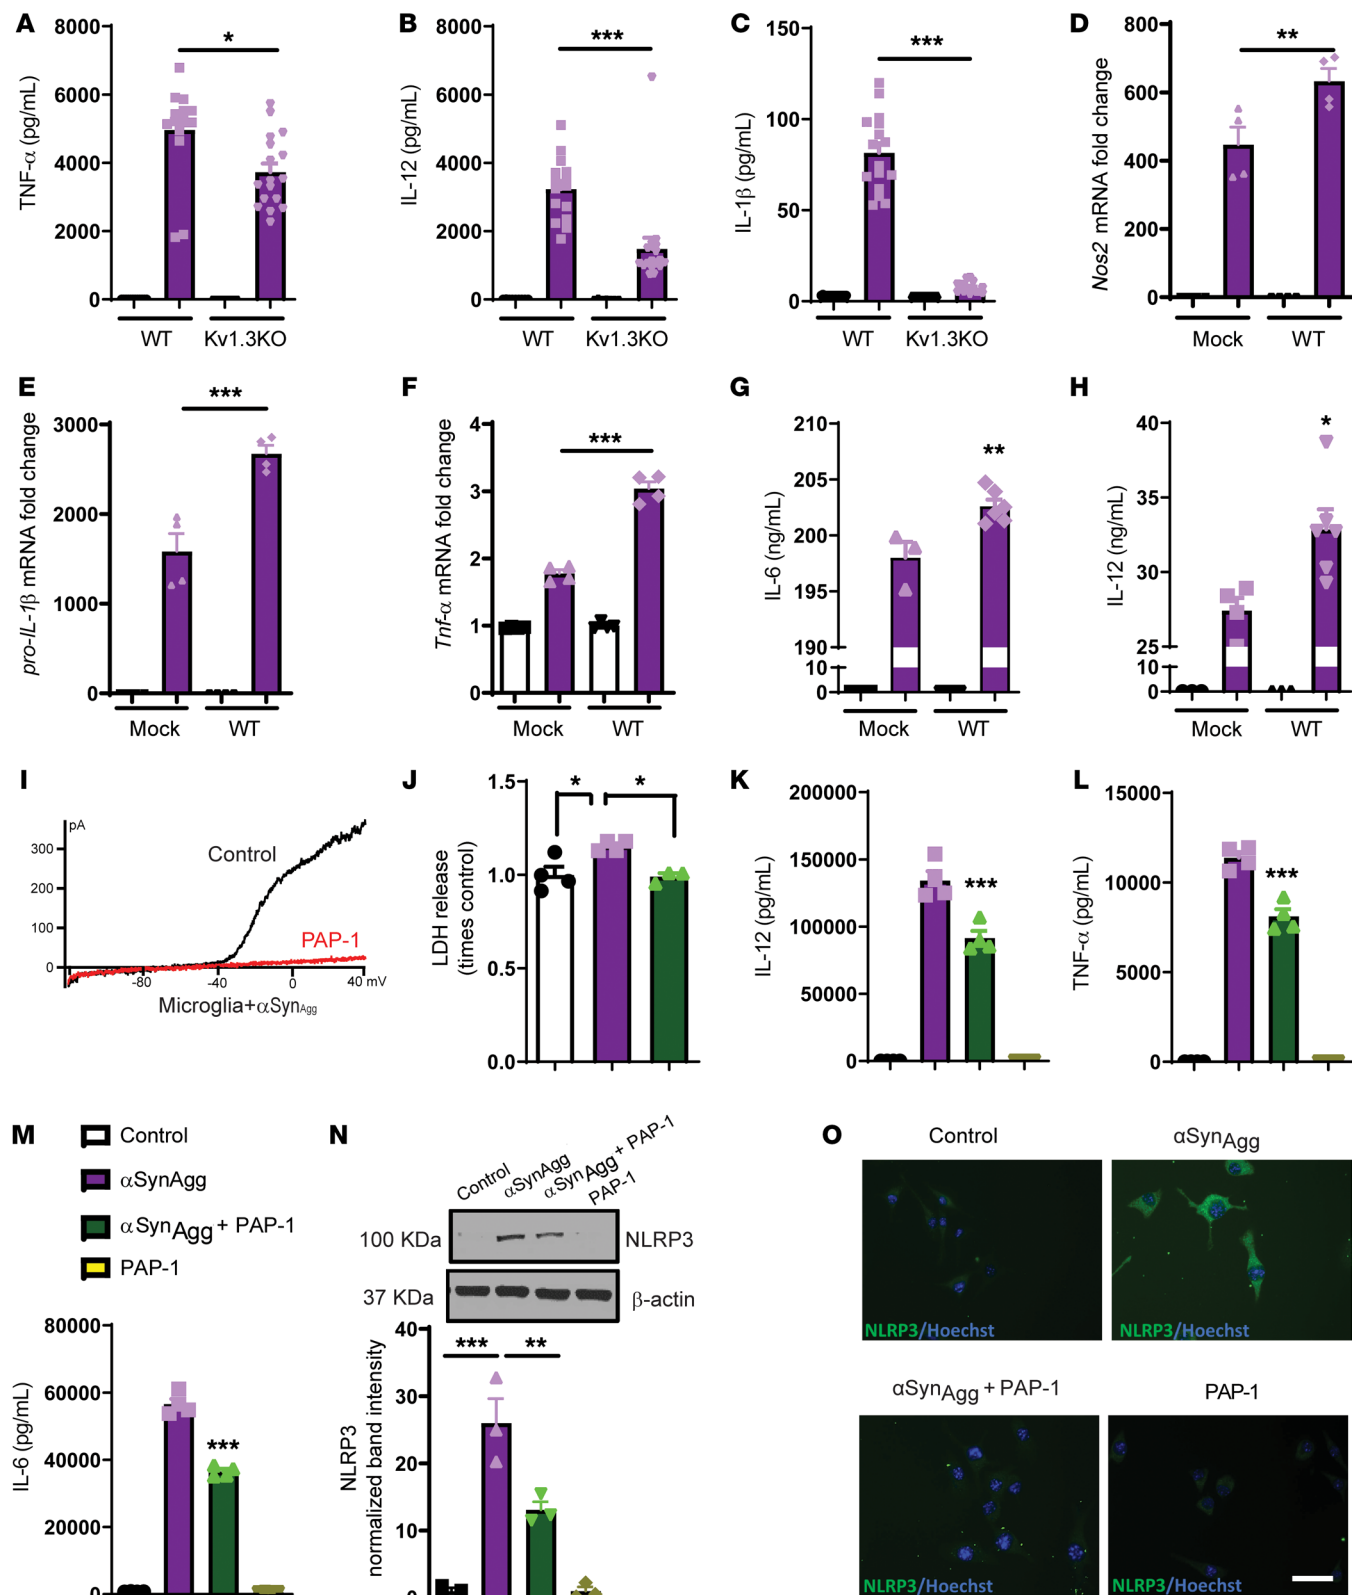 A
TNF-α (pg/mL)
8000
6000
4000
2000
0
*
WT
Kv1.3KO
B
IL-12 (pg/mL)
8000
6000
4000
2000
0
***
WT
Kv1.3KO
C
IL-1β (pg/mL)
150
100
50
0
***
WT
Kv1.3KO
D
Nos2 mRNA fold change
800
600
400
200
0
**
Mock
WT
E
pro-IL-1β mRNA fold change
3000
2000
1000
0
***
Mock
WT
F
Tnf-α mRNA fold change
4
3
2
1
0
***
Mock
WT
G
IL-6 (ng/mL)
210
205
200
195
190
10
0
**
Mock
WT
H
IL-12 (ng/mL)
40
35
30
25
10
0
*
Mock
WT
I
pA
300
200
100
0
Control
PAP-1
-80
-40
0
40 mV
Microglia+αSynAgg
J
LDH release
(times control)
1.5
1.0
0.5
0.0
*
*
K
IL-12 (pg/mL)
200000
150000
100000
50000
0
***
L
TNF-α (pg/mL)
15000
10000
5000
0
***
M
Control
αSynAgg
αSynAgg + PAP-1
PAP-1
IL-6 (pg/mL)
80000
60000
40000
20000
0
***
N
Control
αSynAgg
αSynAgg + PAP-1
PAP-1
100 KDa
NLRP3
37 KDa
β-actin
NLRP3
normalized band intensity
40
30
20
10
0
***
**
O
Control
αSynAgg
NLRP3/Hoechst
NLRP3/Hoechst
αSynAgg + PAP-1
PAP-1
NLRP3/Hoechst
NLRP3/Hoechst